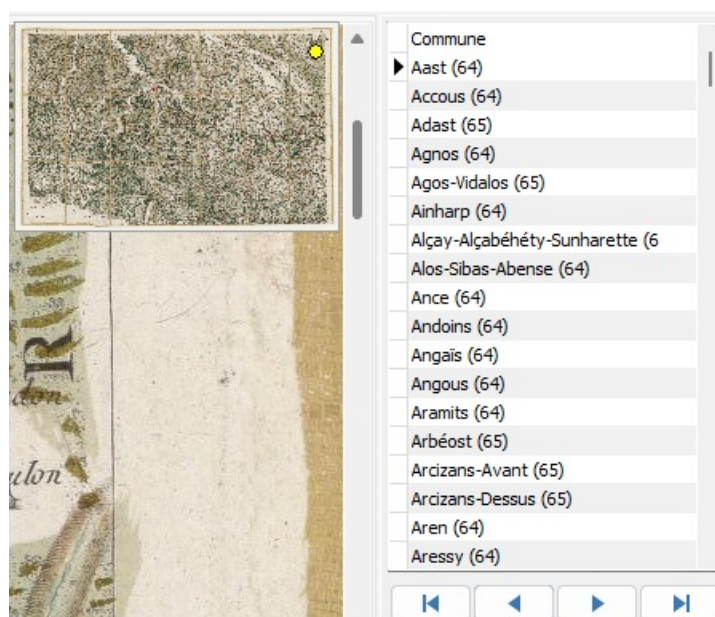 Commune
Aast (64)
Accous (64)
Adast (65)
Agnos (64)
Agos-Vidalos (65)
Ainharp (64)
Alçay-Alçabéhéty-Sunharette (6
Alos-Sibas-Abense (64)
Ance (64)
Andoins (64)
Angaïs (64)
Angous (64)
Aramits (64)
Arbéost (65)
Arcizans-Avant (65)
Arcizans-Dessus (65)
Aren (64)
Aressy (64)
R